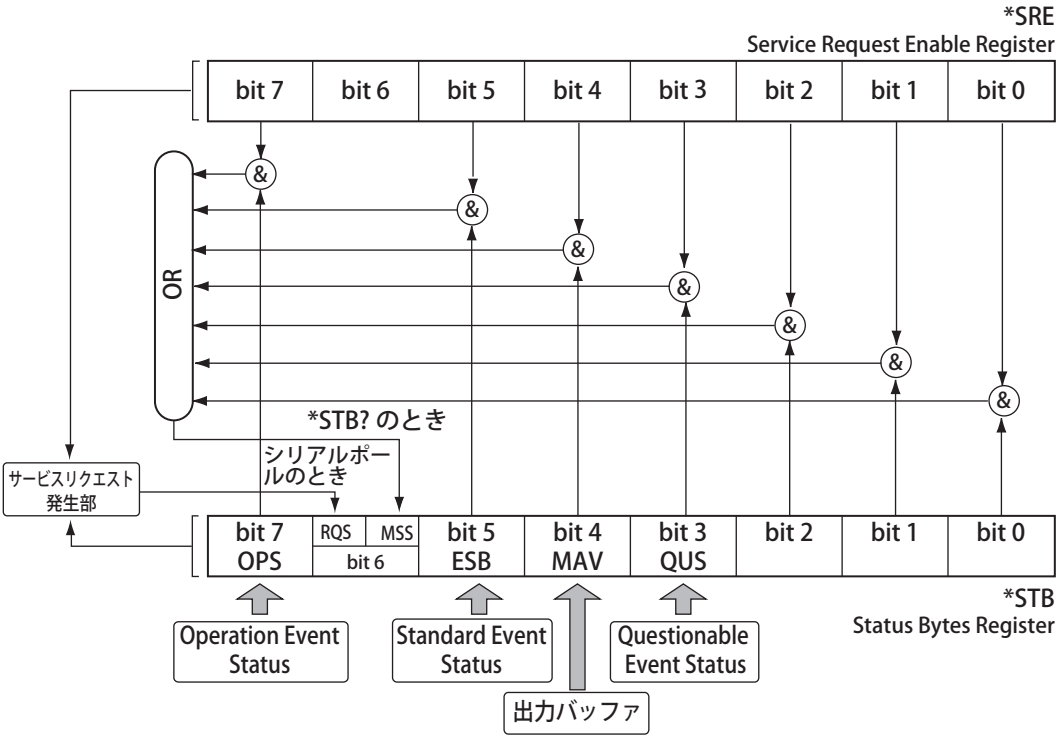 *SRE
Service Request Enable Register
bit 7 bit 6 bit 5 bit 4 bit 3 bit 2 bit 1 bit 0
&
&
&
&
&
&
&
OR
*STB? のとき
シリアルポー
ルのとき
サービスリクエスト
発生部
bit 7 RQS MSS bit 5 bit 4 bit 3 bit 2 bit 1 bit 0
OPS bit 6 ESB MAV QUS
*STB
Status Bytes Register
Operation Event
Status
Standard Event
Status
Questionable
Event Status
出力バッファ